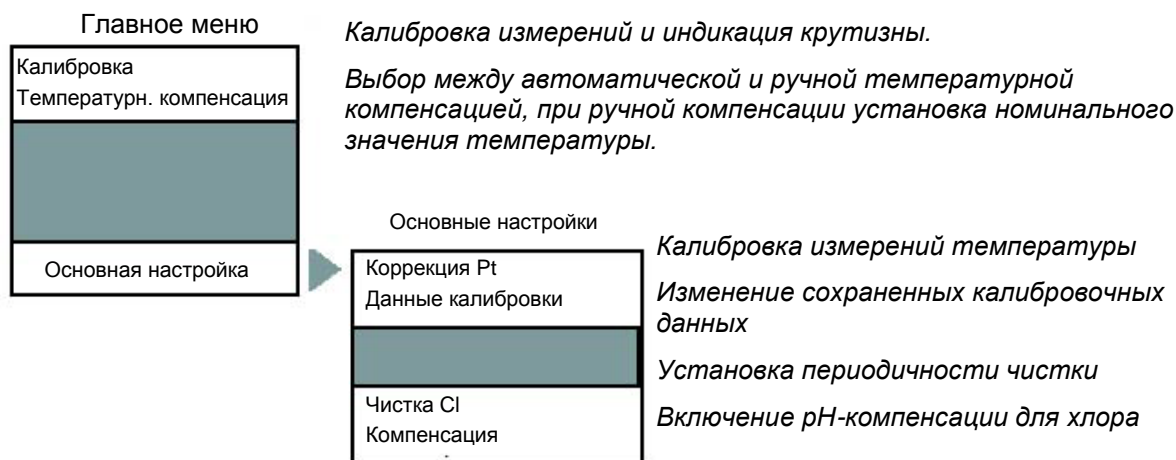 Главное меню
Калибровка
Температурн. компенсация
Основная настройка
Калибровка измерений и индикация крутизны.
Выбор между автоматической и ручной температурной
компенсацией, при ручной компенсации установка номинального
значения температуры.
Основные настройки
Коррекция Pt
Данные калибровки
Чистка Cl
Компенсация
Калибровка измерений температуры
Изменение сохраненных калибровочных
данных
Установка периодичности чистки
Включение pH-компенсации для хлора